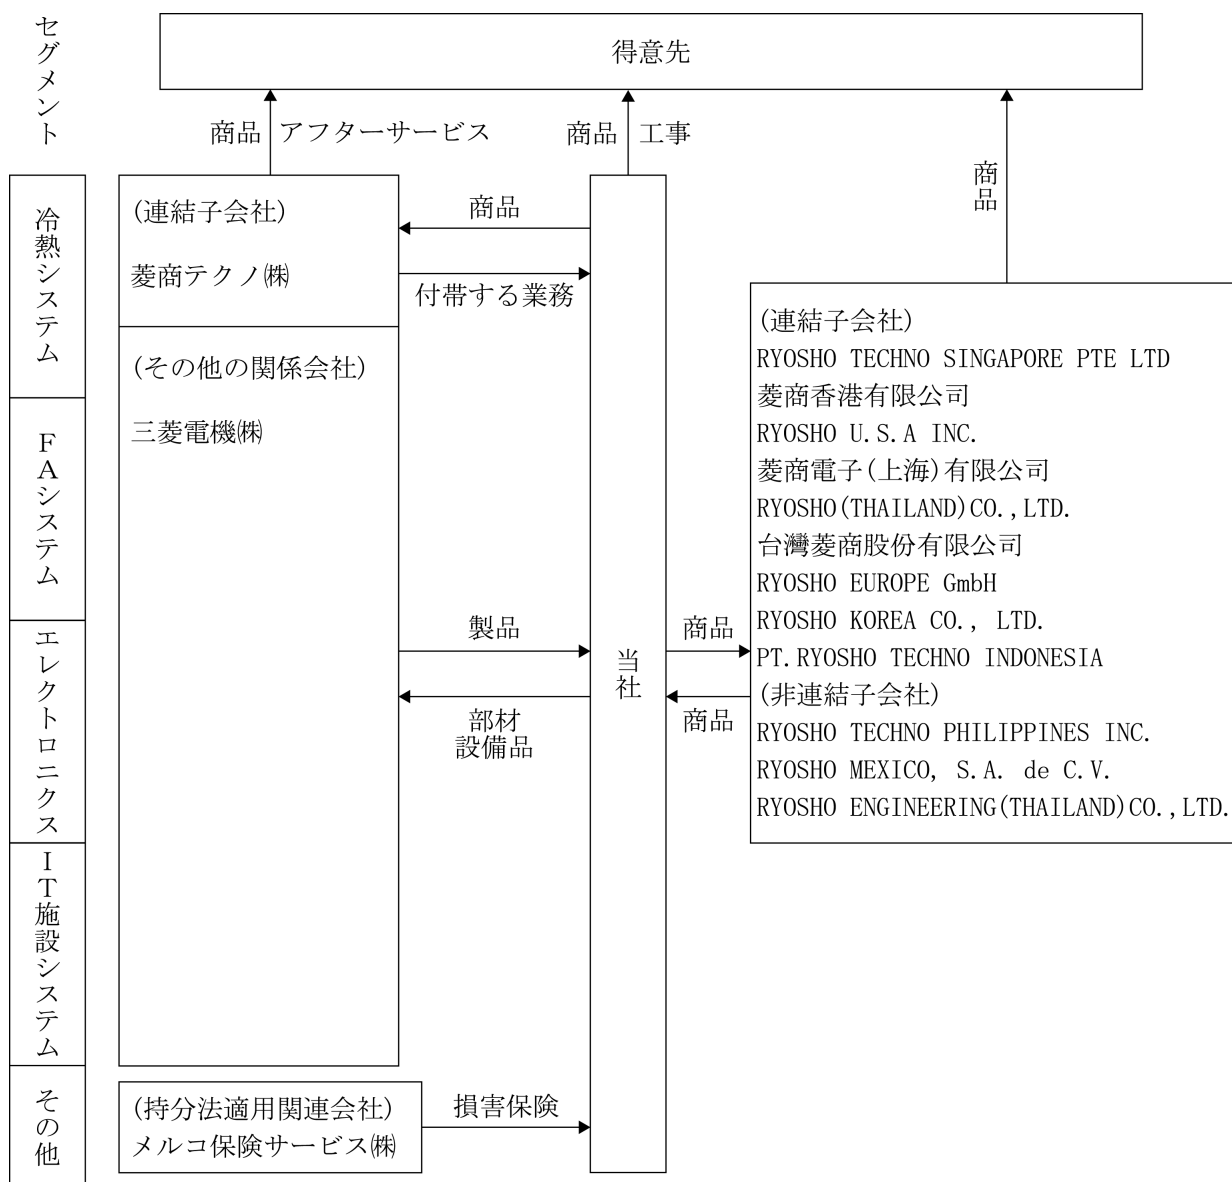 セグメント
得意先
商品 アフターサービス
商品 工事
商品
冷熱システム
FAシステム
エレクトロニクス
IT施設システム
その他
(連結子会社)
菱商テクノ㈱
商品
付帯する業務
(その他の関係会社)
三菱電機㈱
製品
部材
設備品
(持分法適用関連会社)
メルコ保険サービス㈱
損害保険
当社
商品
商品
(連結子会社)
RYOSHO TECHNO SINGAPORE PTE LTD
菱商香港有限公司
RYOSHO U.S.A INC.
菱商電子(上海)有限公司
RYOSHO(THAILAND)CO.,LTD.
台灣菱商股份有限公司
RYOSHO EUROPE GmbH
RYOSHO KOREA CO., LTD.
PT.RYOSHO TECHNO INDONESIA
(非連結子会社)
RYOSHO TECHNO PHILIPPINES INC.
RYOSHO MEXICO, S.A. de C.V.
RYOSHO ENGINEERING(THAILAND)CO.,LTD.